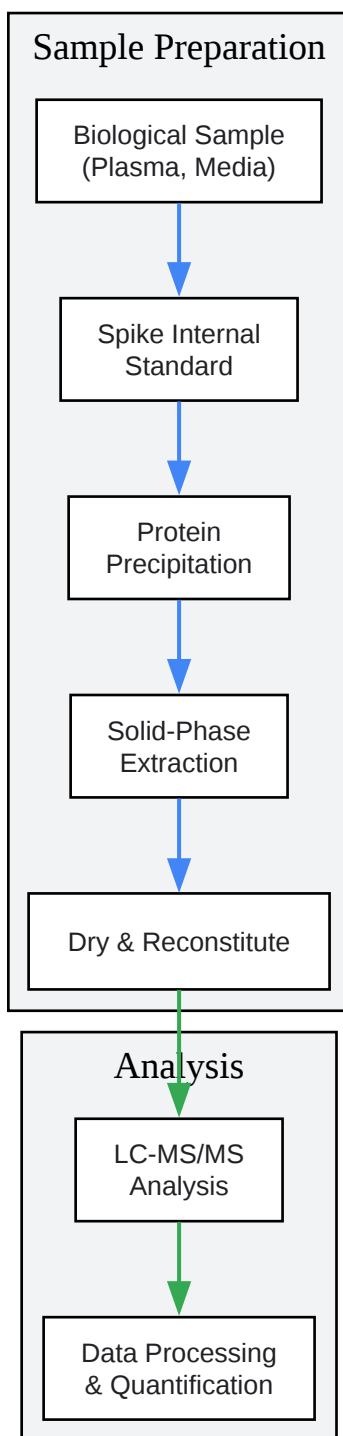 Sample Preparation
Biological Sample
(Plasma, Media)
Spike Internal
Standard
Protein
Precipitation
Solid-Phase
Extraction
Dry & Reconstitute
Analysis
LC-MS/MS
Analysis
Data Processing
& Quantification